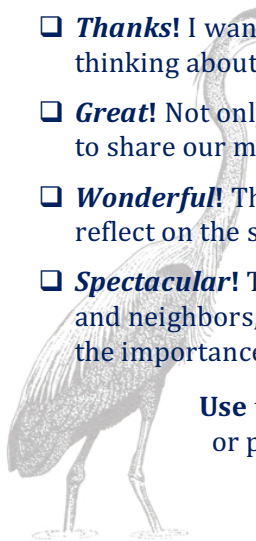 ❑ Thanks! I wan
thinking about
❑ Great! Not onl
to share our m
❑ Wonderful! Th
reflect on the s
❑ Spectacular! T
and neighbors,
the importance
Use
or p